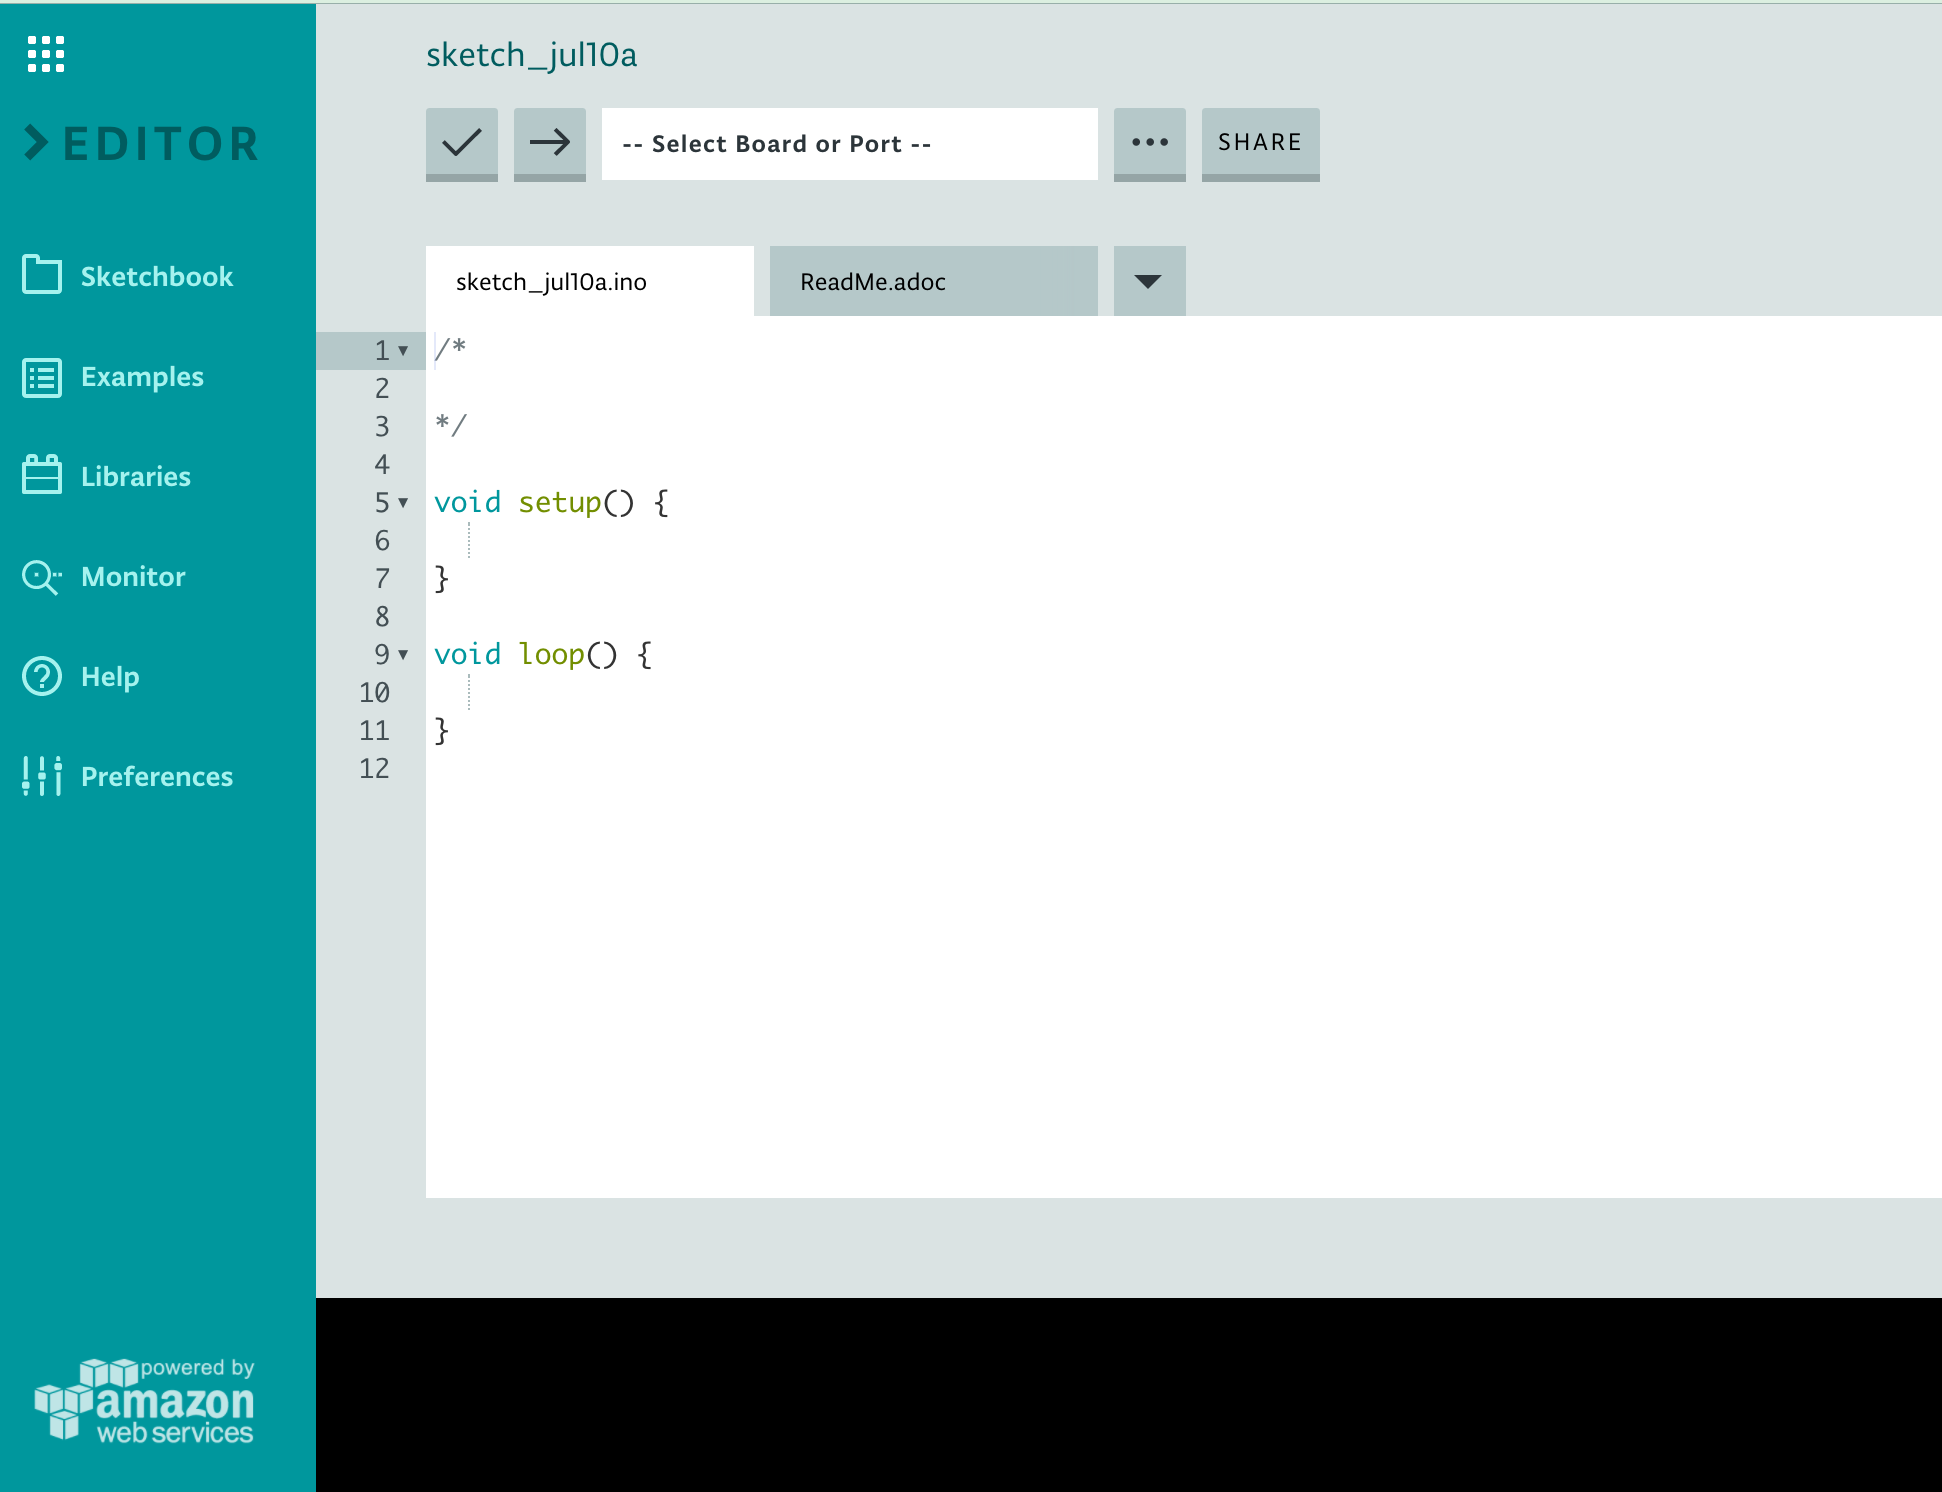 sketch_jul10a
EDITOR
-- Select Board or Port --
SHARE
Sketchbook
Examples
Libraries
Monitor
Help
Preferences
sketch_jul10a.ino
ReadMe.adoc
1 /*
2
3 */
4
5 void setup() {
6
7 }
8
9 void loop() {
10
11 }
12
powered by
amazon
web services